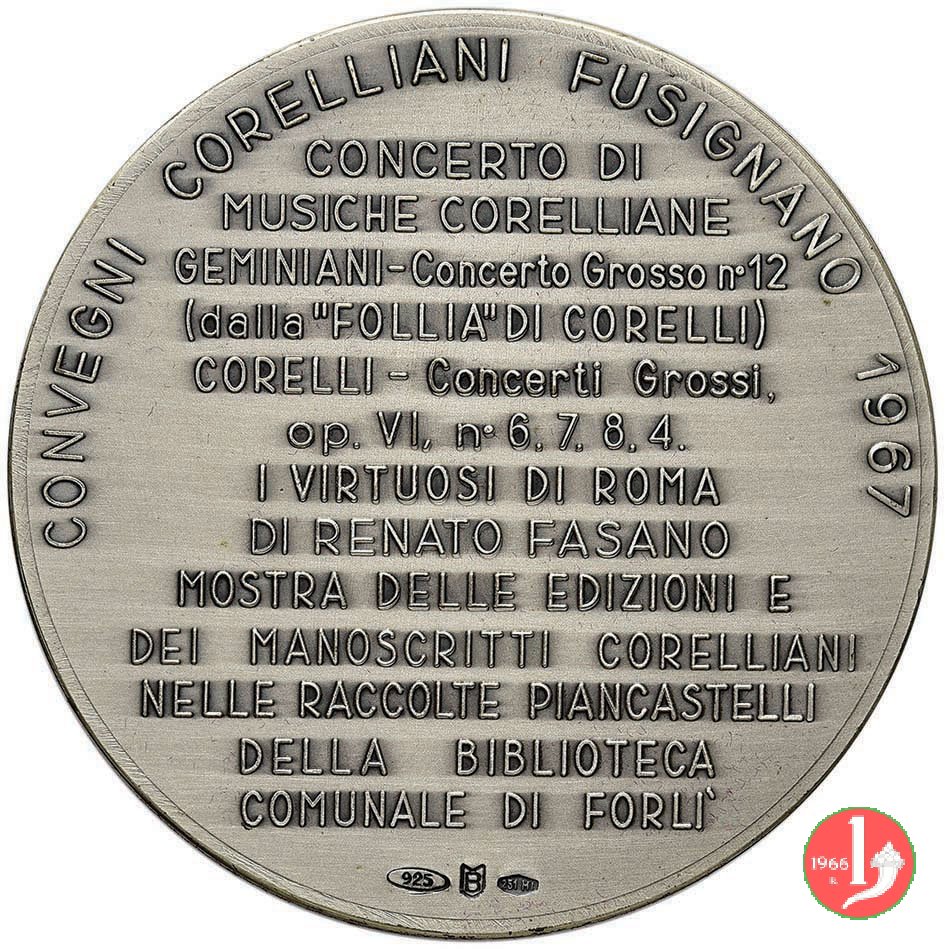 CONVEGNI CORELLIANI FUSIGNANO 1967
CONCERTO DI
MUSICHE CORELLIANE
GEMINIANI-Concerto Grosso n°12
(dalla "FOLLIA" DI CORELLI)
CORELLI - Concerti Grossi,
op. VI, n° 6, 7, 8, 4.
I VIRTUOSI DI ROMA
DI RENATO FASANO
MOSTRA DELLE EDIZIONI E
DEI MANOSCRITTI CORELLIANI
NELLE RACCOLTE PIANCASTELLI
DELLA BIBLIOTECA
COMUNALE DI FORLI'
925
1966
R.
1